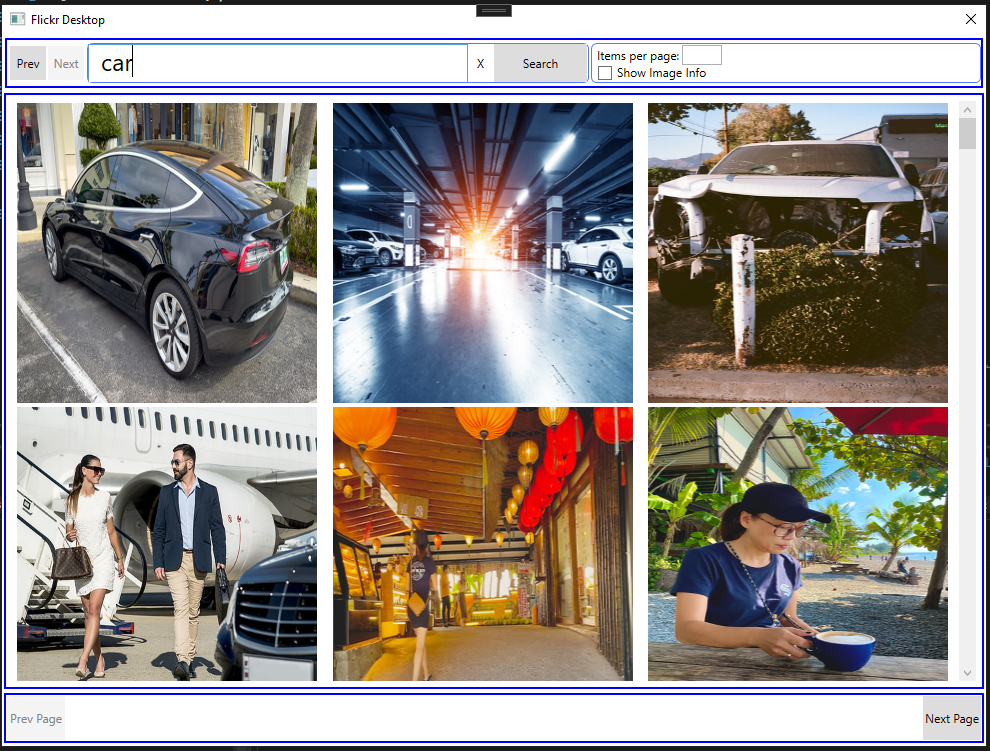 Flickr Desktop
Prev Next car X Search
Items per page:
Show Image Info
Prev Page
Next Page